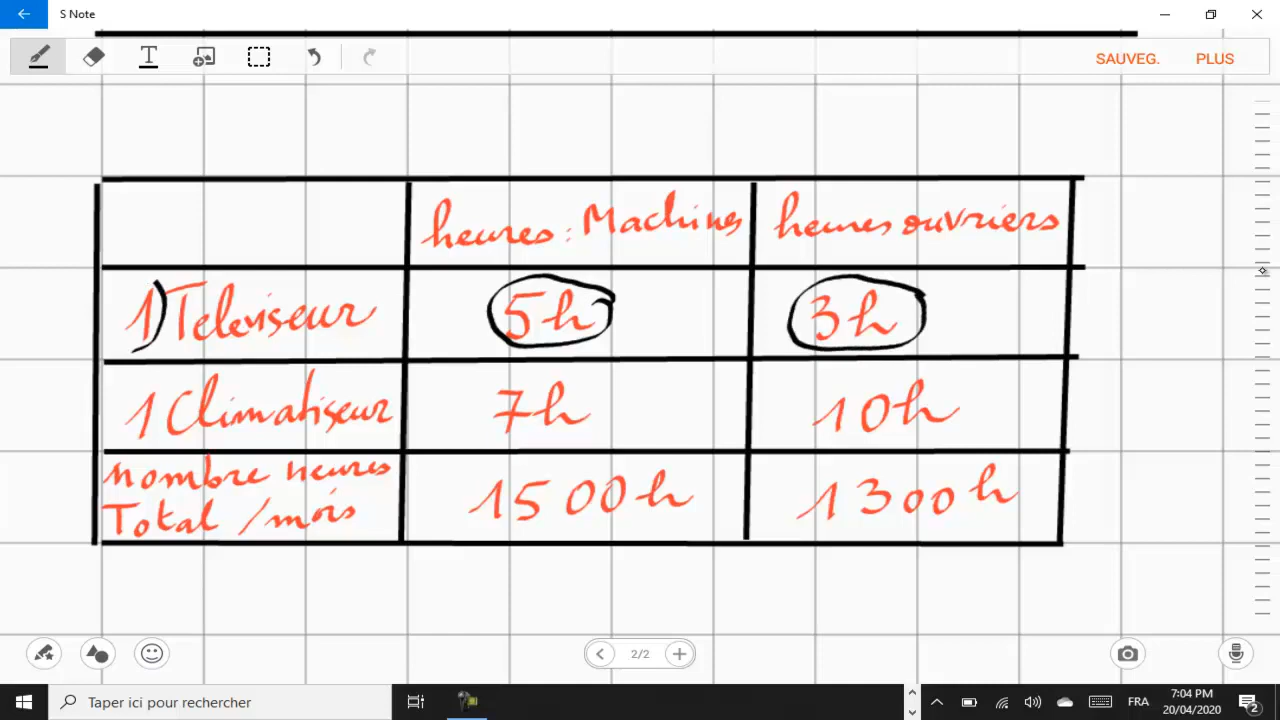 S Note
SAUVEG. PLUS
heures : Machines heures ouvriers
1) Televiseur 5h 3h
1 Climatiseur 7h 10h
nombre heures
Total /mois 1500h 1300h
2/2
Taper ici pour rechercher
FRA
7:04 PM
20/04/2020
2